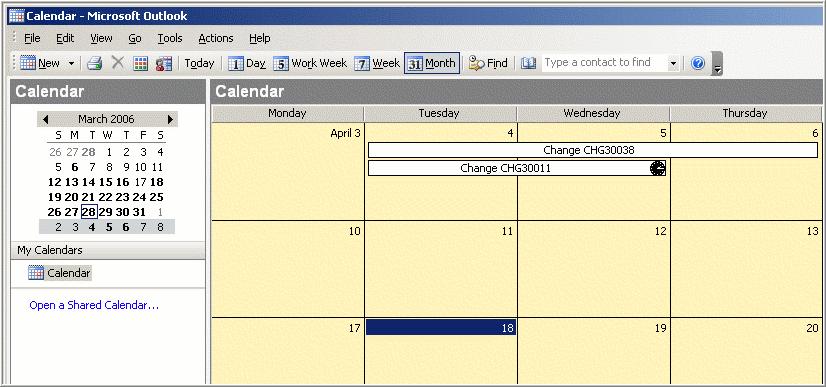 Calendar - Microsoft Outlook
File Edit View Go Tools Actions Help
New Today 1 Day 5 Work Week 7 Week 31 Month Find Type a contact to find
Calendar
March 2006
S M T W T F S
26 27 28 1 2 3 4
5 6 7 8 9 10 11
12 13 14 15 16 17 18
19 20 21 22 23 24 25
26 27 28 29 30 31 1
2 3 4 5 6 7 8
My Calendars
Calendar
Open a Shared Calendar...
Calendar
Monday Tuesday Wednesday Thursday
April 3 4 5 6
Change CHG30038
Change CHG30011
10 11 12 13
17 18 19 20